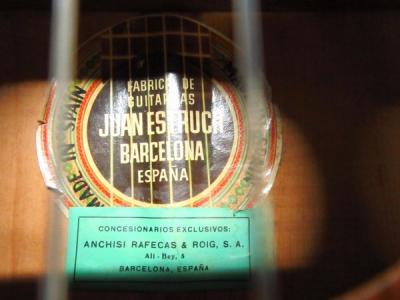 FABRICA DE
GUITARRAS
JUAN ESTRUCH
BARCELONA
ESPAÑA
MADE IN SPAIN
CONCESIONARIOS EXCLUSIVOS:
ANCHISI RAFECAS & ROIG, S. A.
Ali-Bey, 5
BARCELONA, ESPAÑA